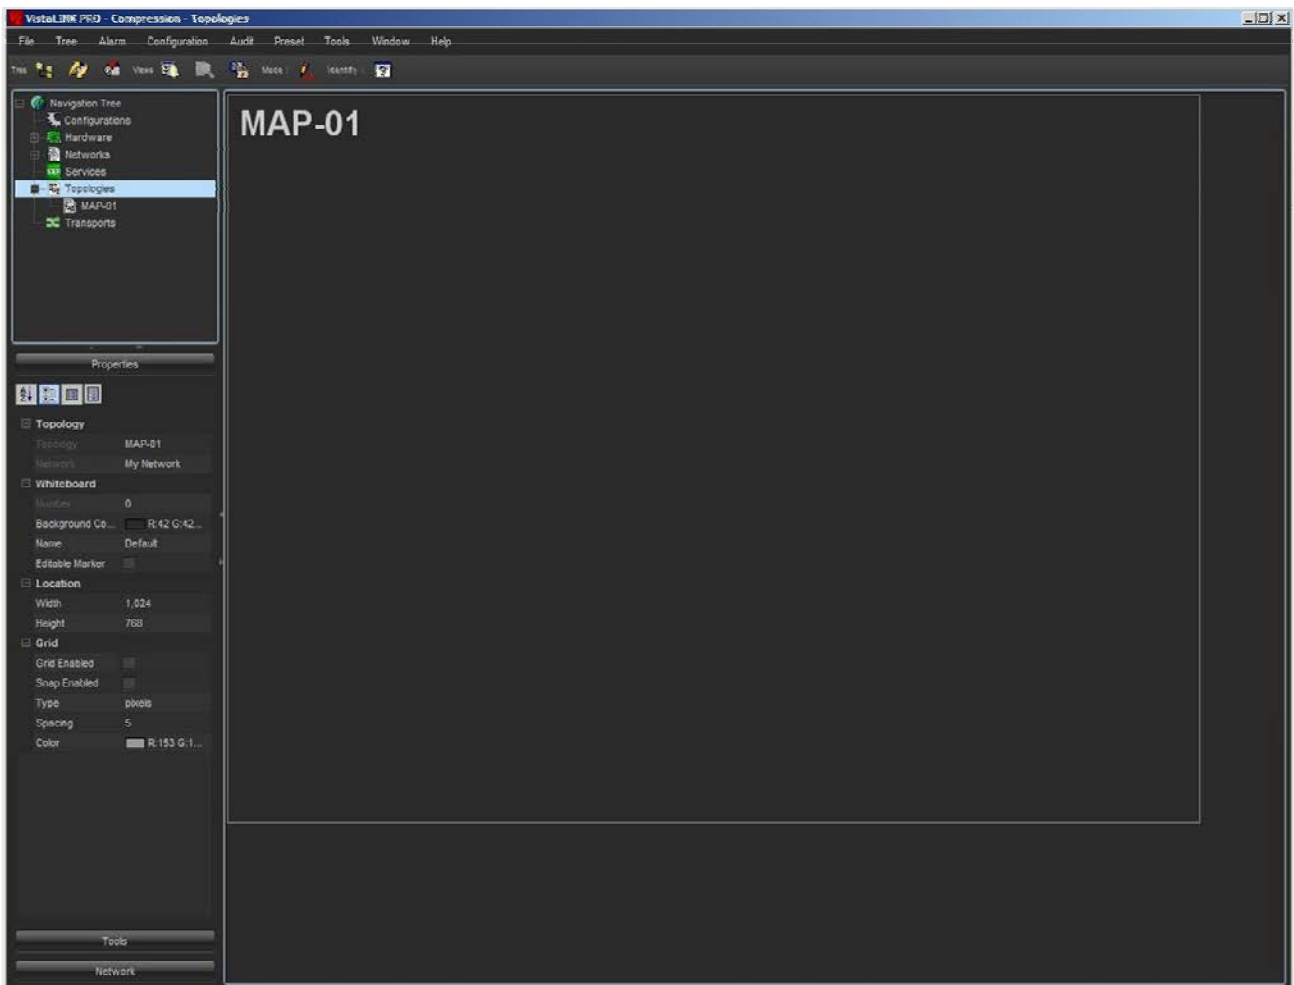 VistaLINK PRO - Compression - Topologies
File Tree Alarm Configuration Audit Preset Tools Window Help
Tree Views Mode Identify
Navigation Tree
Configurations
Hardware
Networks
Services
Topologies
MAP-01
Transports
MAP-01
Properties
Topology
Topology MAP-01
Network My Network
Whiteboard
Number 0
Background Co... R:42 G:42...
Name Default
Editable Marker
Location
Width 1,024
Height 768
Grid
Grid Enabled
Snap Enabled
Type pixels
Spacing 5
Color R:153 G:1...
Tools
Network